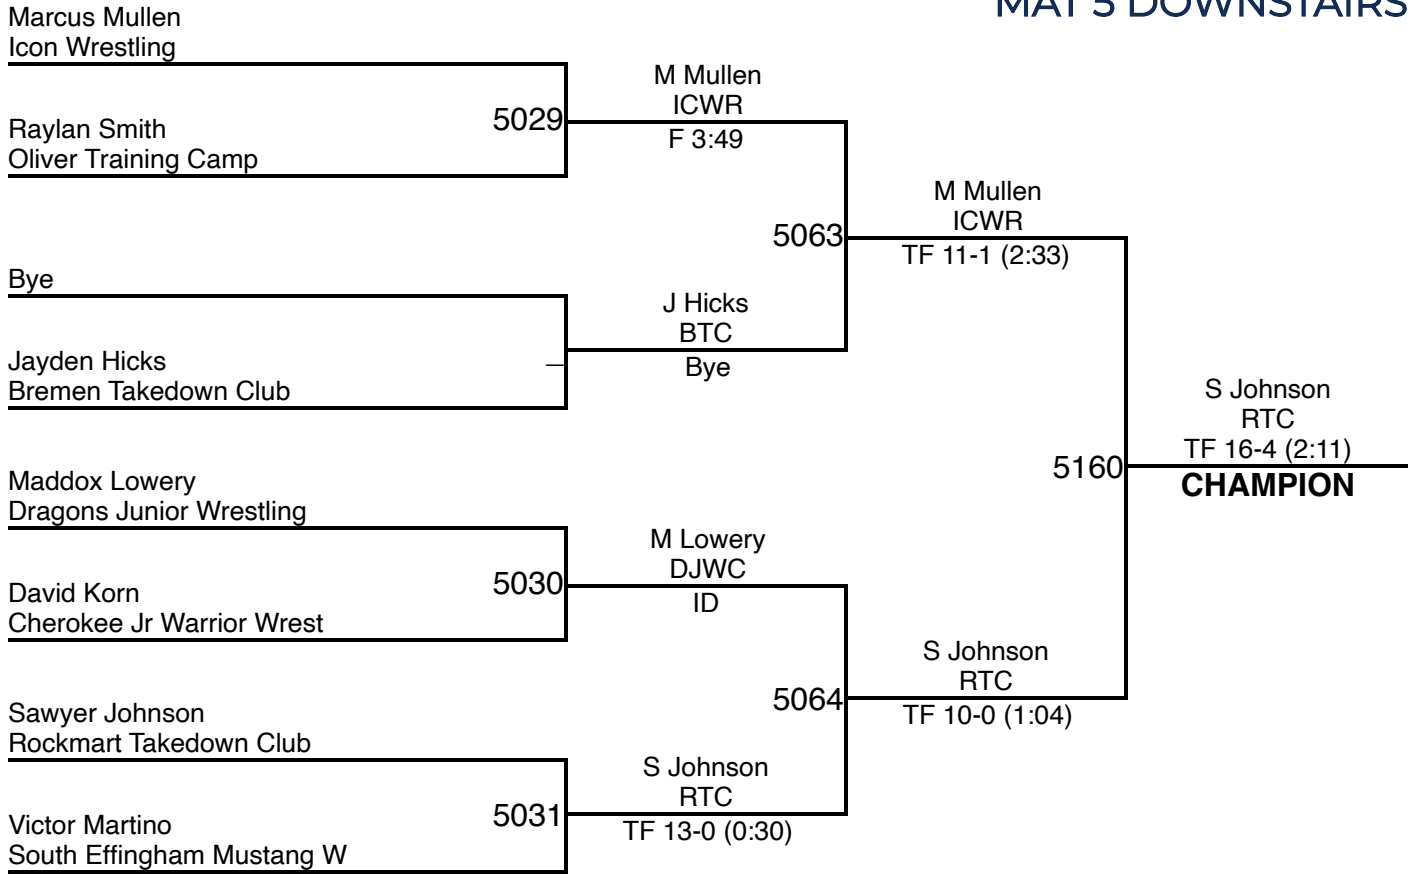 MAT 5 DOWNSTAIRS
Marcus Mullen
Icon Wrestling
5029
Raylan Smith
Oliver Training Camp
M Mullen
ICWR
F 3:49
5063
Bye
Jayden Hicks
Bremen Takedown Club
–
J Hicks
BTC
Bye
M Mullen
ICWR
TF 11-1 (2:33)
5160
S Johnson
RTC
TF 16-4 (2:11)
CHAMPION
Maddox Lowery
Dragons Junior Wrestling
5030
David Korn
Cherokee Jr Warrior Wrest
M Lowery
DJWC
ID
5064
Sawyer Johnson
Rockmart Takedown Club
5031
Victor Martino
South Effingham Mustang W
S Johnson
RTC
TF 13-0 (0:30)
S Johnson
RTC
TF 10-0 (1:04)